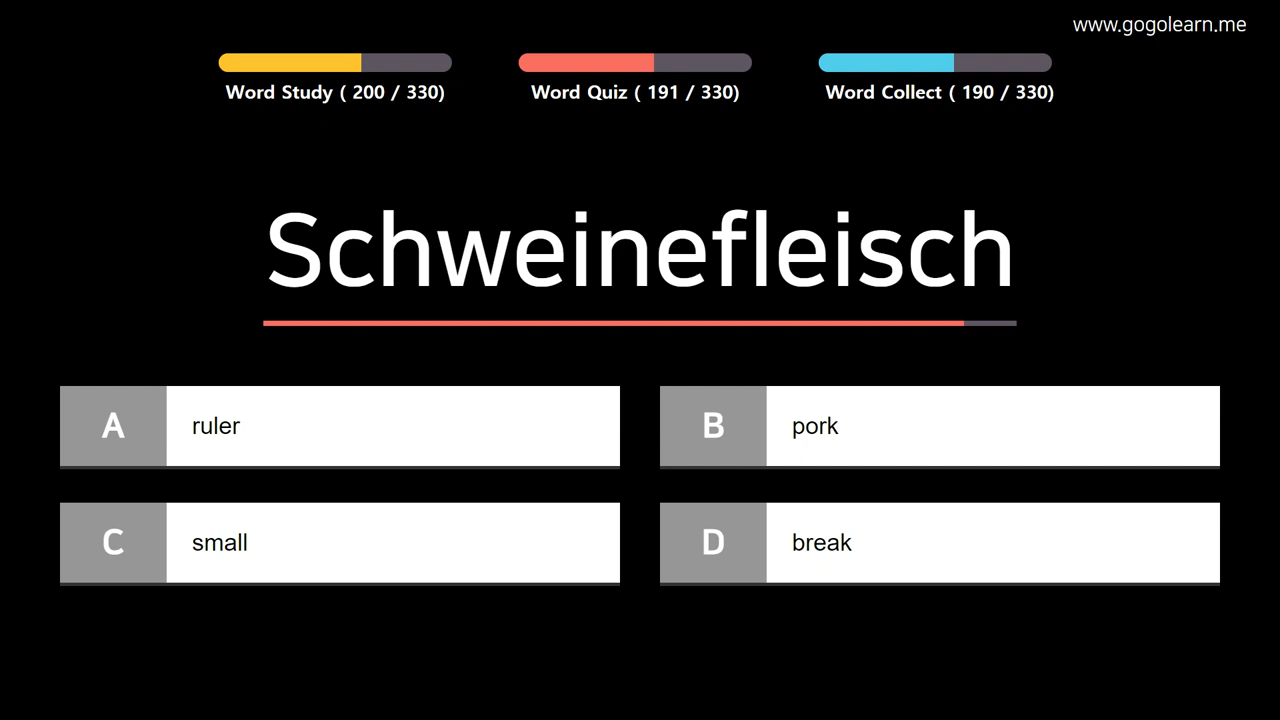 www.gogolearn.me
Word Study ( 200 / 330)
Word Quiz ( 191 / 330)
Word Collect ( 190 / 330)
Schweinefleisch
A ruler
B pork
C small
D break